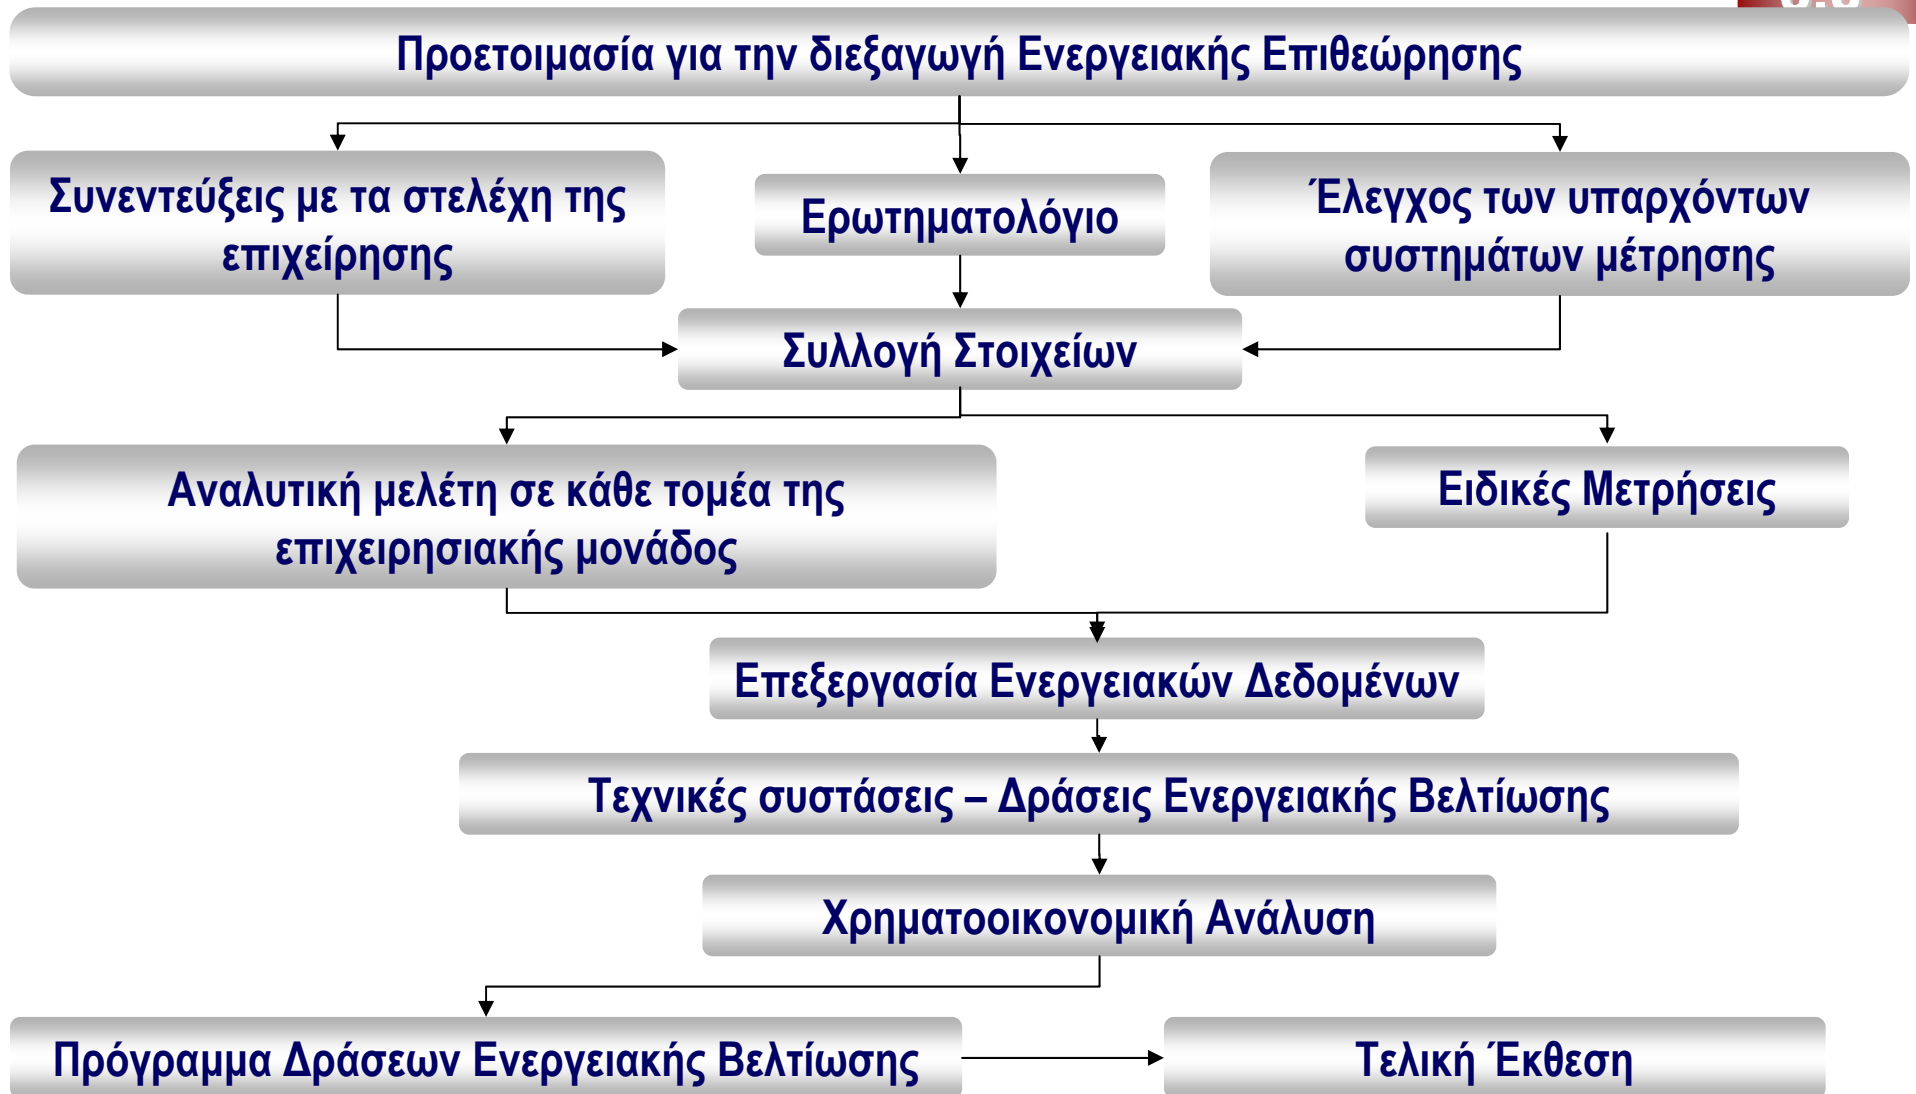 Προετοιμασία για την διεξαγωγή Ενεργειακής Επιθεώρησης
Συνεντεύξεις με τα στελέχη της
επιχείρησης
Ερωτηματολόγιο
Έλεγχος των υπαρχόντων
συστημάτων μέτρησης
Συλλογή Στοιχείων
Αναλυτική μελέτη σε κάθε τομέα της
επιχειρησιακής μονάδος
Ειδικές Μετρήσεις
Επεξεργασία Ενεργειακών Δεδομένων
Τεχνικές συστάσεις – Δράσεις Ενεργειακής Βελτίωσης
Χρηματοοικονομική Ανάλυση
Πρόγραμμα Δράσεων Ενεργειακής Βελτίωσης
Τελική Έκθεση